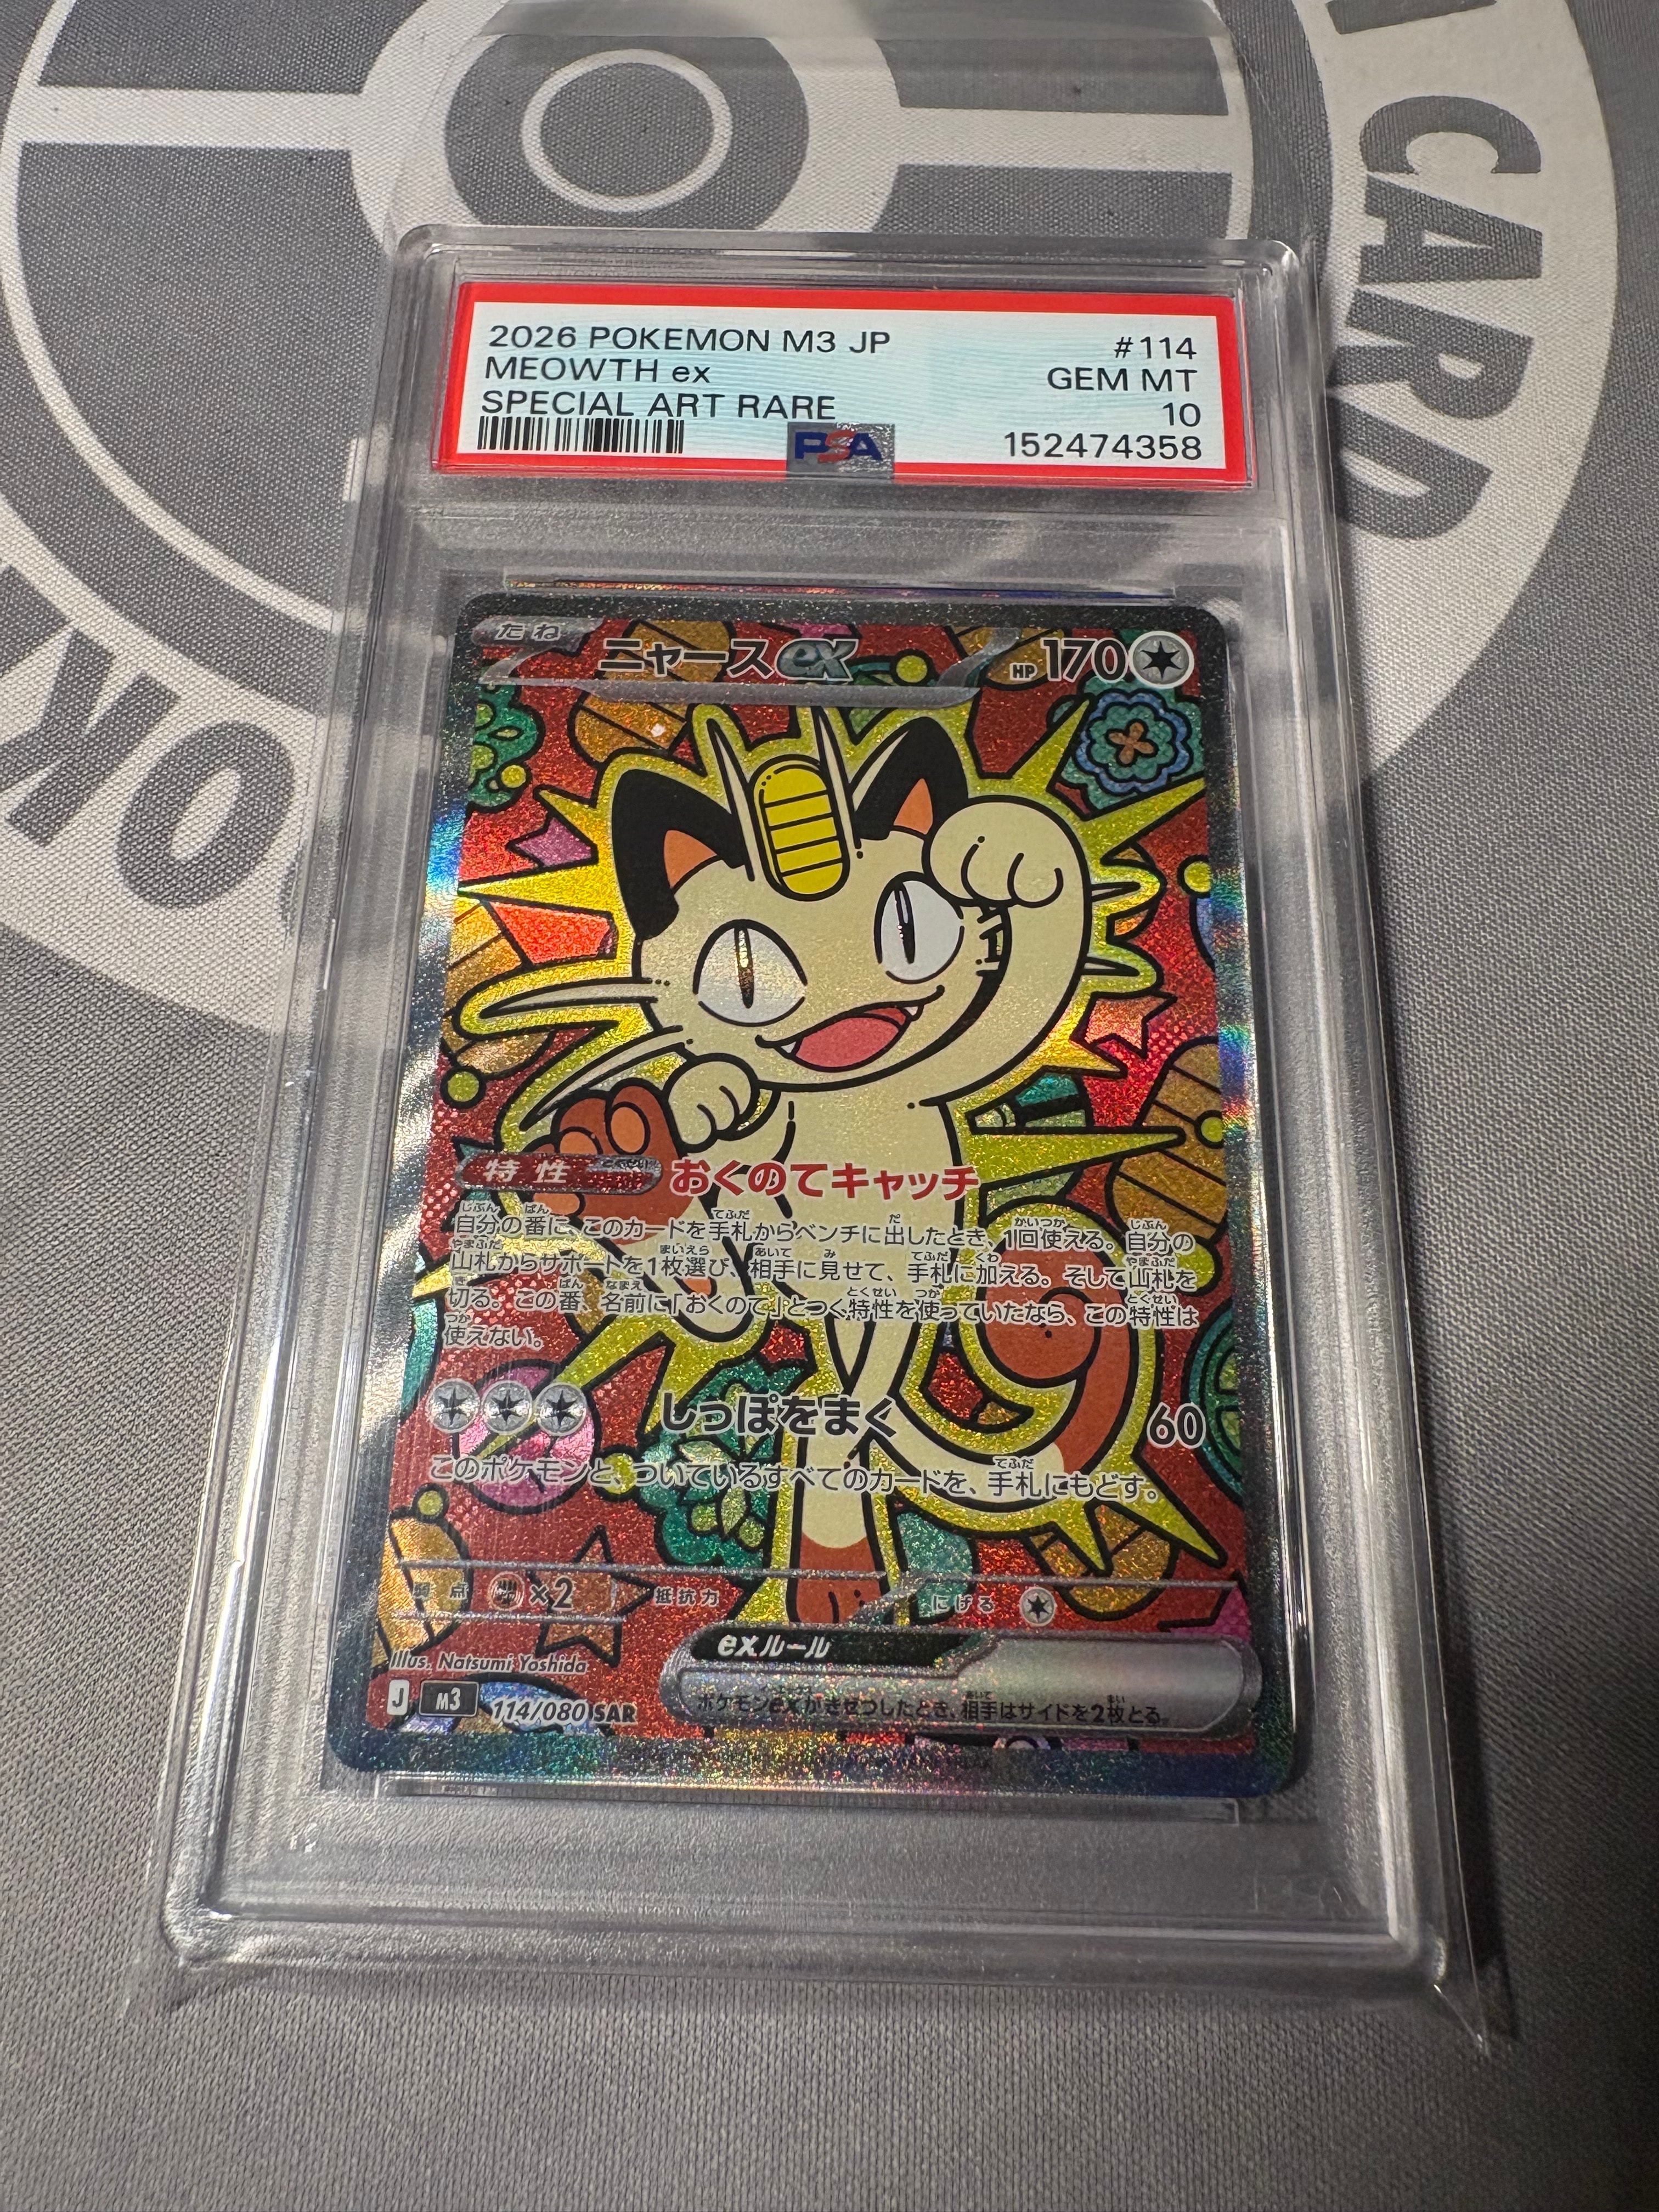 CARD
POK
2026 POKEMON M3 JP
#114
MEOWTH ex
GEM MT
SPECIAL ART RARE
10
PSA
152474358
たね
ニャースex
HP 170
特性
おくのてキャッチ
自分の番に、このカードを手札からベンチに出したとき、1回使える。自分の
山札からサポートを1枚選び、相手に見せて、手札に加える。そして山札を
切る。この番、名前に「おくのて」とつく特性を使っていたなら、この特性は
使えない。
しっぽをまく
60
このポケモンと、ついているすべてのカードを、手札にもどす。
弱点
×2
抵抗力
にげる
Illus. Natsumi Yoshida
exルール
ポケモンexがきぜつしたとき、相手はサイドを2枚とる。
J
M3
114/080 SAR